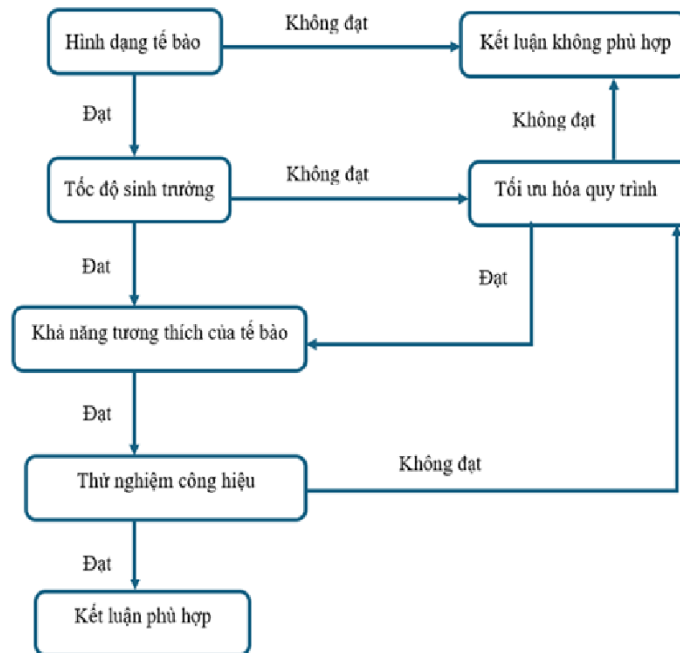 Hình dạng tế bào
Không đạt
Kết luận không phù hợp
Đạt
Không đạt
Tốc độ sinh trưởng
Không đạt
Tối ưu hóa quy trình
Đat
Đạt
Khả năng tương thích của tế bào
Đạt
Không đạt
Thử nghiệm công hiệu
Đạt
Kết luận phù hợp